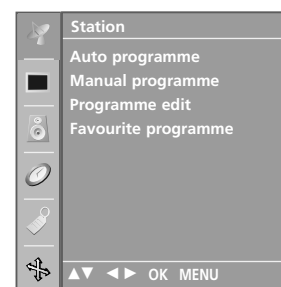 Station
Auto programme
Manual programme
Programme edit
Favourite programme
▲▼ ◄► OK MENU